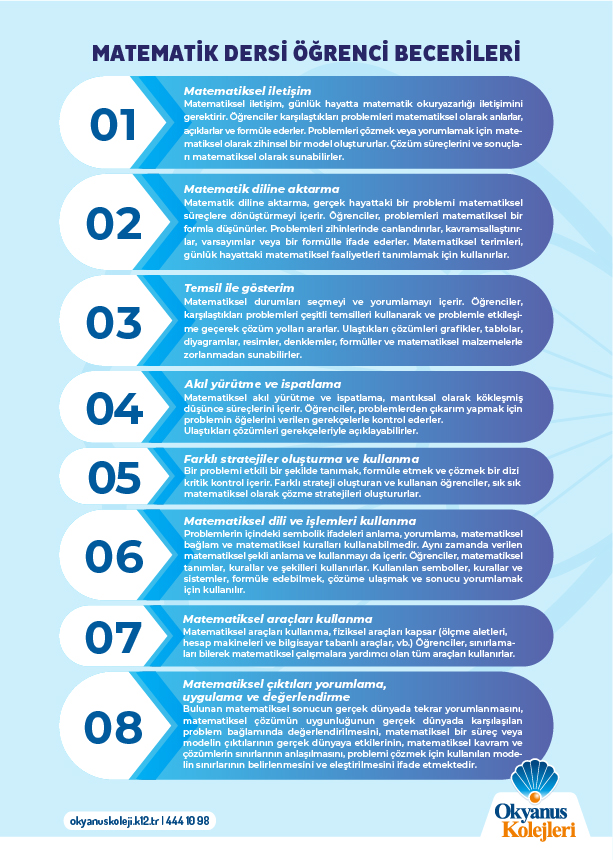 MATEMATİK DERSİ ÖĞRENCİ BECERİLERİ
01
Matematiksel iletişim
Matematiksel iletişim, günlük hayatta matematik okuryazarlığı iletişimini
gerektirir. Öğrenciler karşılaştıkları problemleri matematiksel olarak anlarlar,
açıklarlar ve formüle ederler. Problemleri çözmek veya yorumlamak için mate-
matiksel olarak zihinsel bir model oluştururlar. Çözüm süreçlerini ve sonuçla-
rı matematiksel olarak sunabilirler.
02
Matematik diline aktarma
Matematik diline aktarma, gerçek hayattaki bir problemi matematiksel
süreçlere dönüştürmeyi içerir. Öğrenciler, problemleri matematiksel bir
formla düşünürler. Problemleri zihinlerinde canlandırırlar, kavramsallaştırır-
lar, varsayımlar veya bir formülle ifade ederler. Matematiksel terimleri,
günlük hayattaki matematiksel faaliyetleri tanımlamak için kullanırlar.
03
Temsil ile gösterim
Matematiksel durumları seçmeyi ve yorumlamayı içerir. Öğrenciler,
karşılaştıkları problemleri çeşitli temsilleri kullanarak ve problemle etkileşi-
me geçerek çözüm yolları ararlar. Ulaştıkları çözümleri grafikler, tablolar,
diyagramlar, resimler, denklemler, formüller ve matematiksel malzemelerle
zorlanmadan sunabilirler.
04
Akıl yürütme ve ispatlama
Matematiksel akıl yürütme ve ispatlama, mantıksal olarak kökleşmiş
düşünce süreçlerini içerir. Öğrenciler, problemlerden çıkarım yapmak için
problemin öğelerini verilen gerekçelerle kontrol ederler.
Ulaştıkları çözümleri gerekçeleriyle açıklayabilirler.
05
Farklı stratejiler oluşturma ve kullanma
Bir problemi etkili bir şekilde tanımak, formüle etmek ve çözmek bir dizi
kritik kontrol içerir. Farklı strateji oluşturan ve kullanan öğrenciler, sık sık
matematiksel olarak çözme stratejileri oluştururlar.
06
Matematiksel dili ve işlemleri kullanma
Problemlerin içindeki sembolik ifadeleri anlama, yorumlama, matematiksel
bağlam ve matematiksel kuralları kullanabilmedir. Aynı zamanda verilen
matematiksel şekli anlama ve kullanmayı da içerir. Öğrenciler, matematiksel
tanımlar, kurallar ve şekilleri kullanırlar. Kullanılan semboller, kurallar ve
sistemler, formüle edebilmek, çözüme ulaşmak ve sonucu yorumlamak
için kullanılır.
07
Matematiksel araçları kullanma
Matematiksel araçları kullanma, fiziksel araçları kapsar (ölçme aletleri,
hesap makineleri ve bilgisayar tabanlı araçlar, vb.) Öğrenciler, sınırlama-
ları bilerek matematiksel çalışmalara yardımcı olan tüm araçları kullanırlar.
08
Matematiksel çıktıları yorumlama,
uygulama ve değerlendirme
Bulunan matematiksel sonucun gerçek dünyada tekrar yorumlanmasını,
matematiksel çözümün uygunluğunun gerçek dünyada karşılaşılan
problem bağlamında değerlendirilmesini, matematiksel bir süreç veya
modelin çıktılarının gerçek dünyaya etkilerinin, matematiksel kavram ve
çözümlerin sınırlarının anlaşılmasını, problemi çözmek için kullanılan mode-
lin sınırlarının belirlenmesini ve eleştirilmesini ifade etmektedir.
okyanuskoleji.k12.tr | 444 10 98
Okyanus
Kolejleri